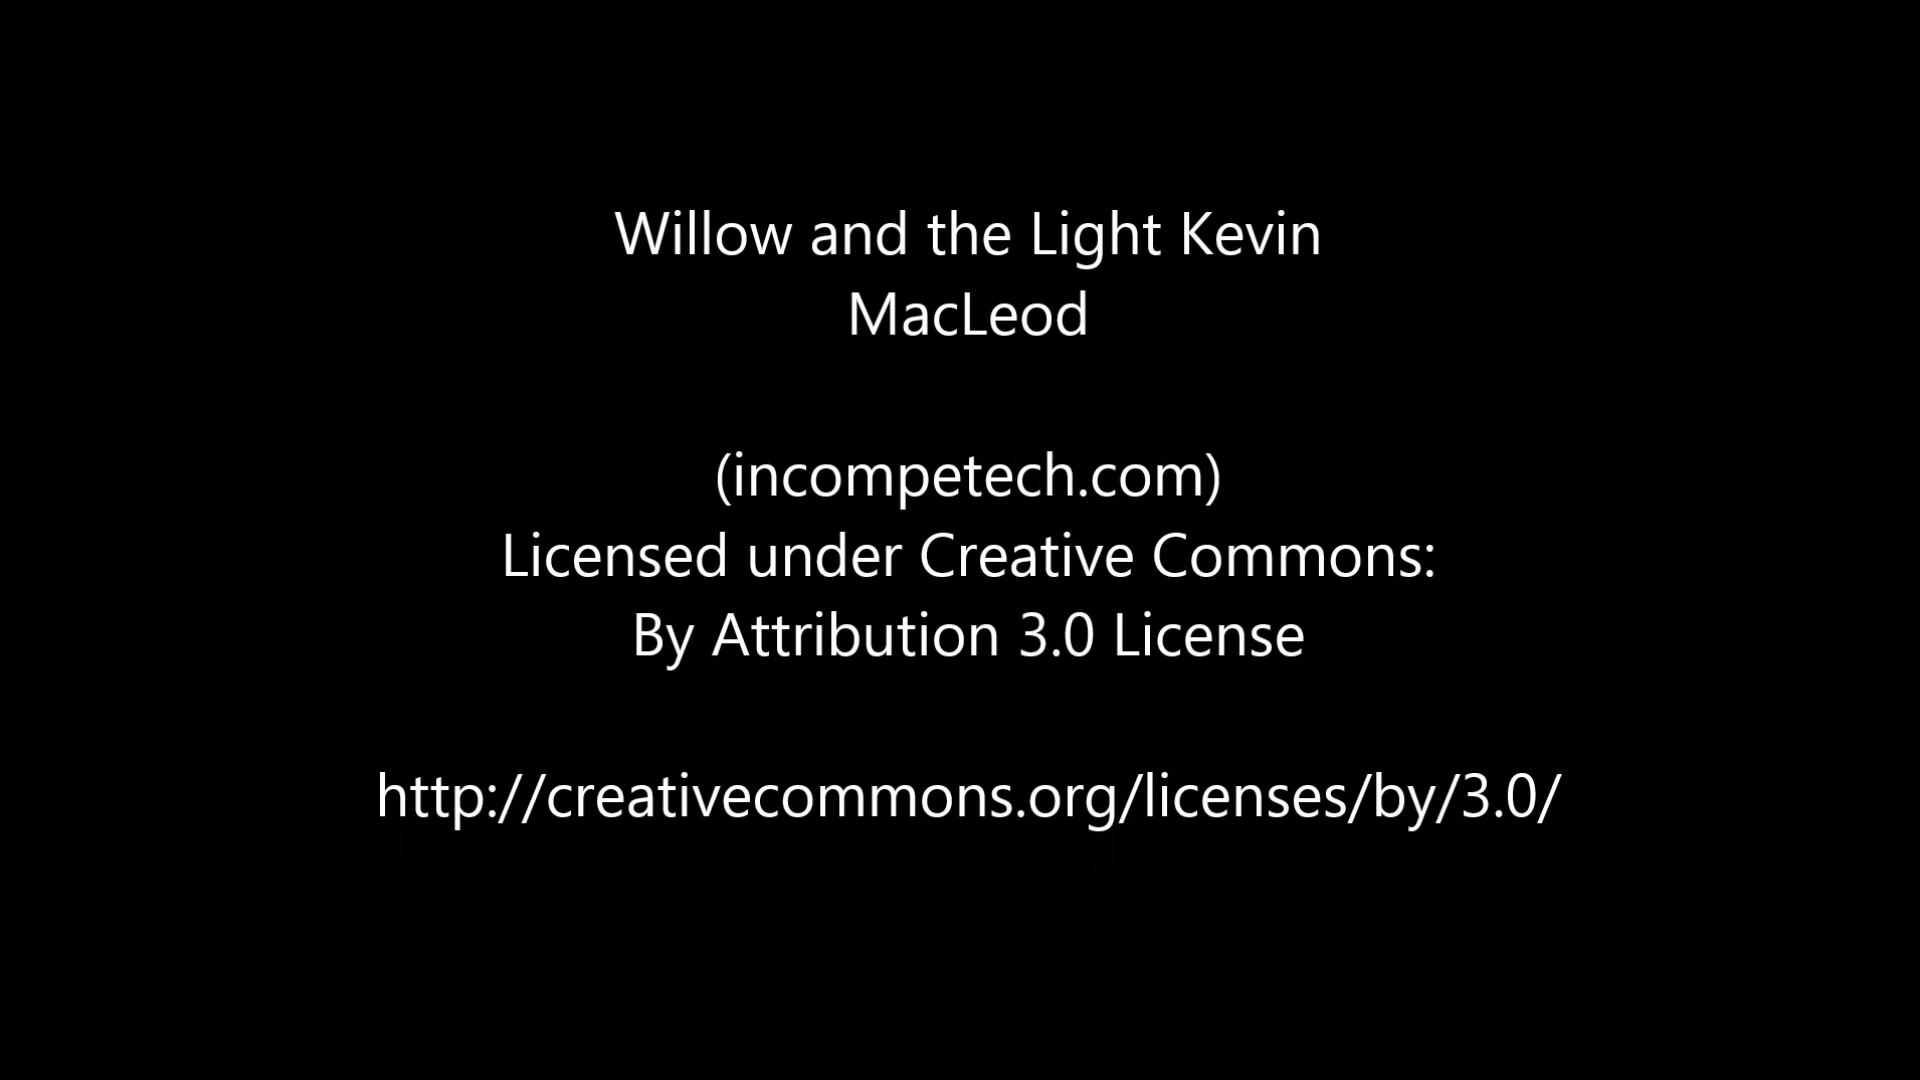 Willow and the Light Kevin
MacLeod
(incompetech.com)
Licensed under Creative Commons:
By Attribution 3.0 License
http://creativecommons.org/licenses/by/3.0/